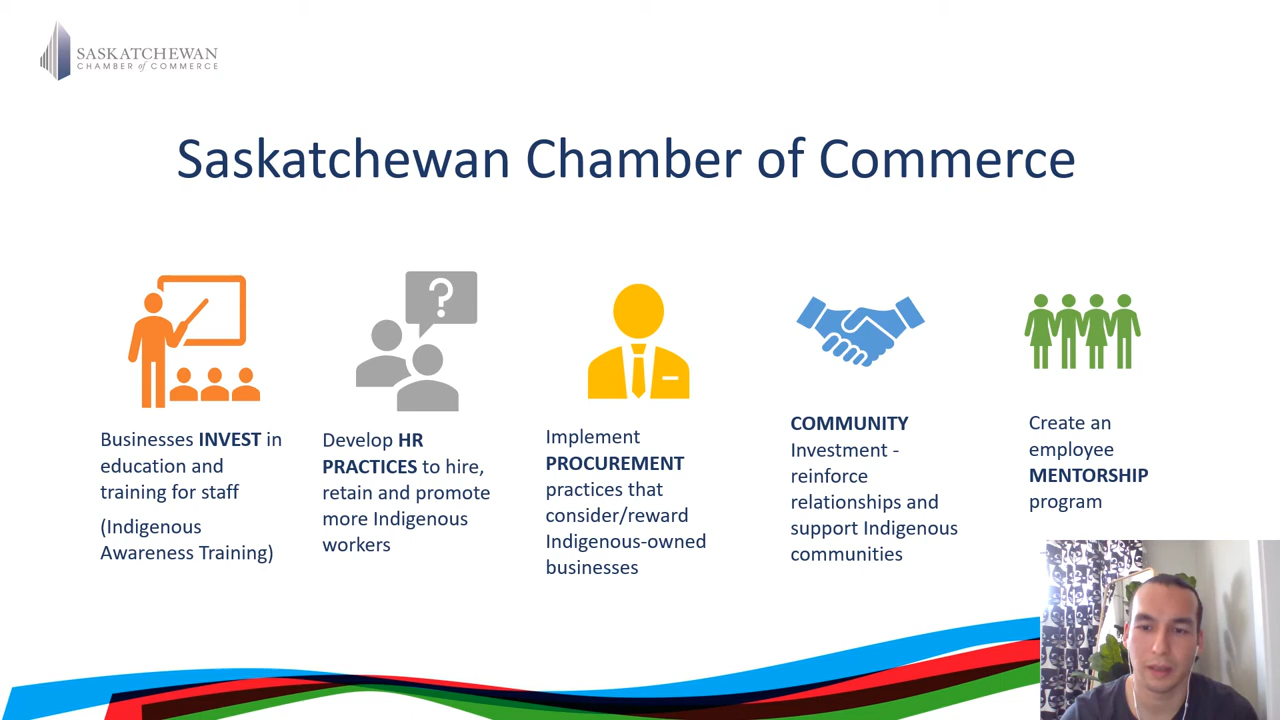 SASKATCHEWAN
CHAMBER of COMMERCE
Saskatchewan Chamber of Commerce
?
Businesses INVEST in
education and
training for staff
(Indigenous
Awareness Training)
Develop HR
PRACTICES to hire,
retain and promote
more Indigenous
workers
Implement
PROCUREMENT
practices that
consider/reward
Indigenous-owned
businesses
COMMUNITY
Investment -
reinforce
relationships and
support Indigenous
communities
Create an
employee
MENTORSHIP
program